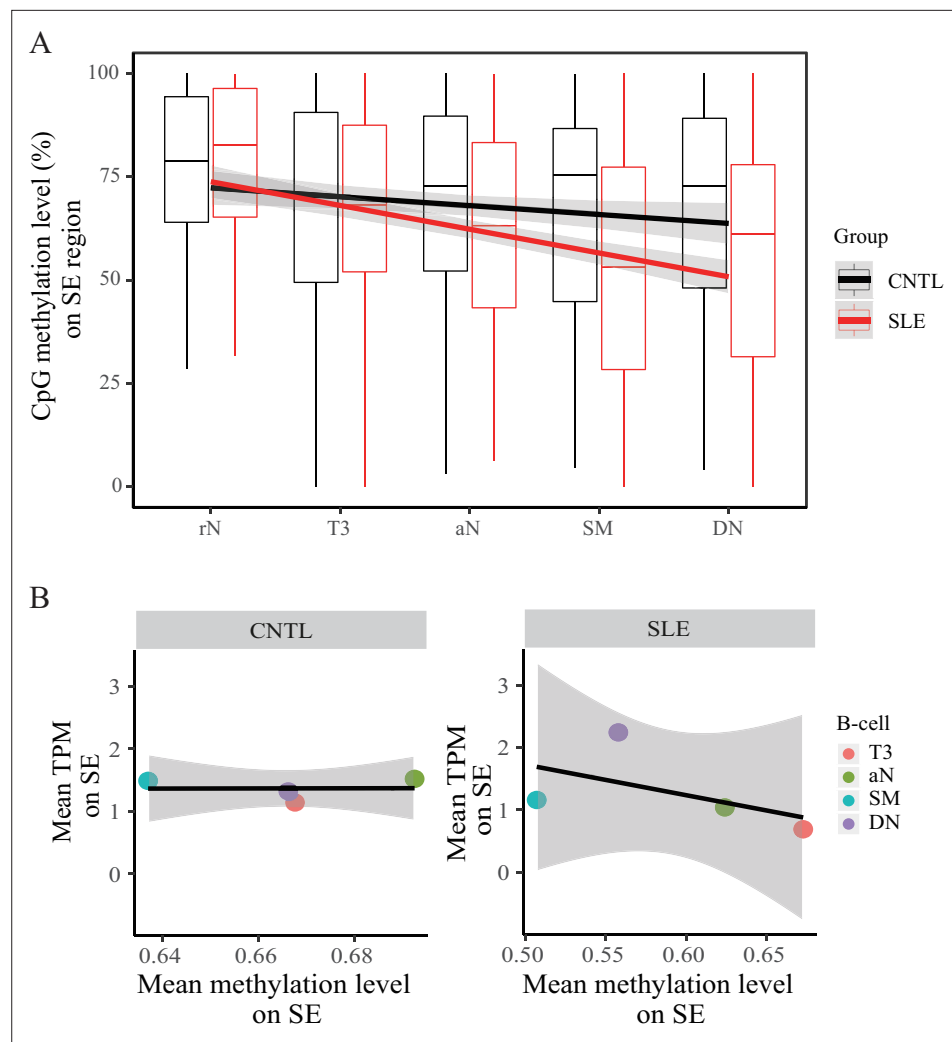 A
CpG methylation level (%)
on SE region
100
75
50
25
0
rN T3 aN SM DN
Group
CNTL
SLE
B
CNTL
Mean TPM
on SE
3
2
1
0
0.64 0.66 0.68
Mean methylation level
on SE
SLE
Mean TPM
on SE
3
2
1
0
0.50 0.55 0.60 0.65
Mean methylation level
on SE
B-cell
T3
aN
SM
DN